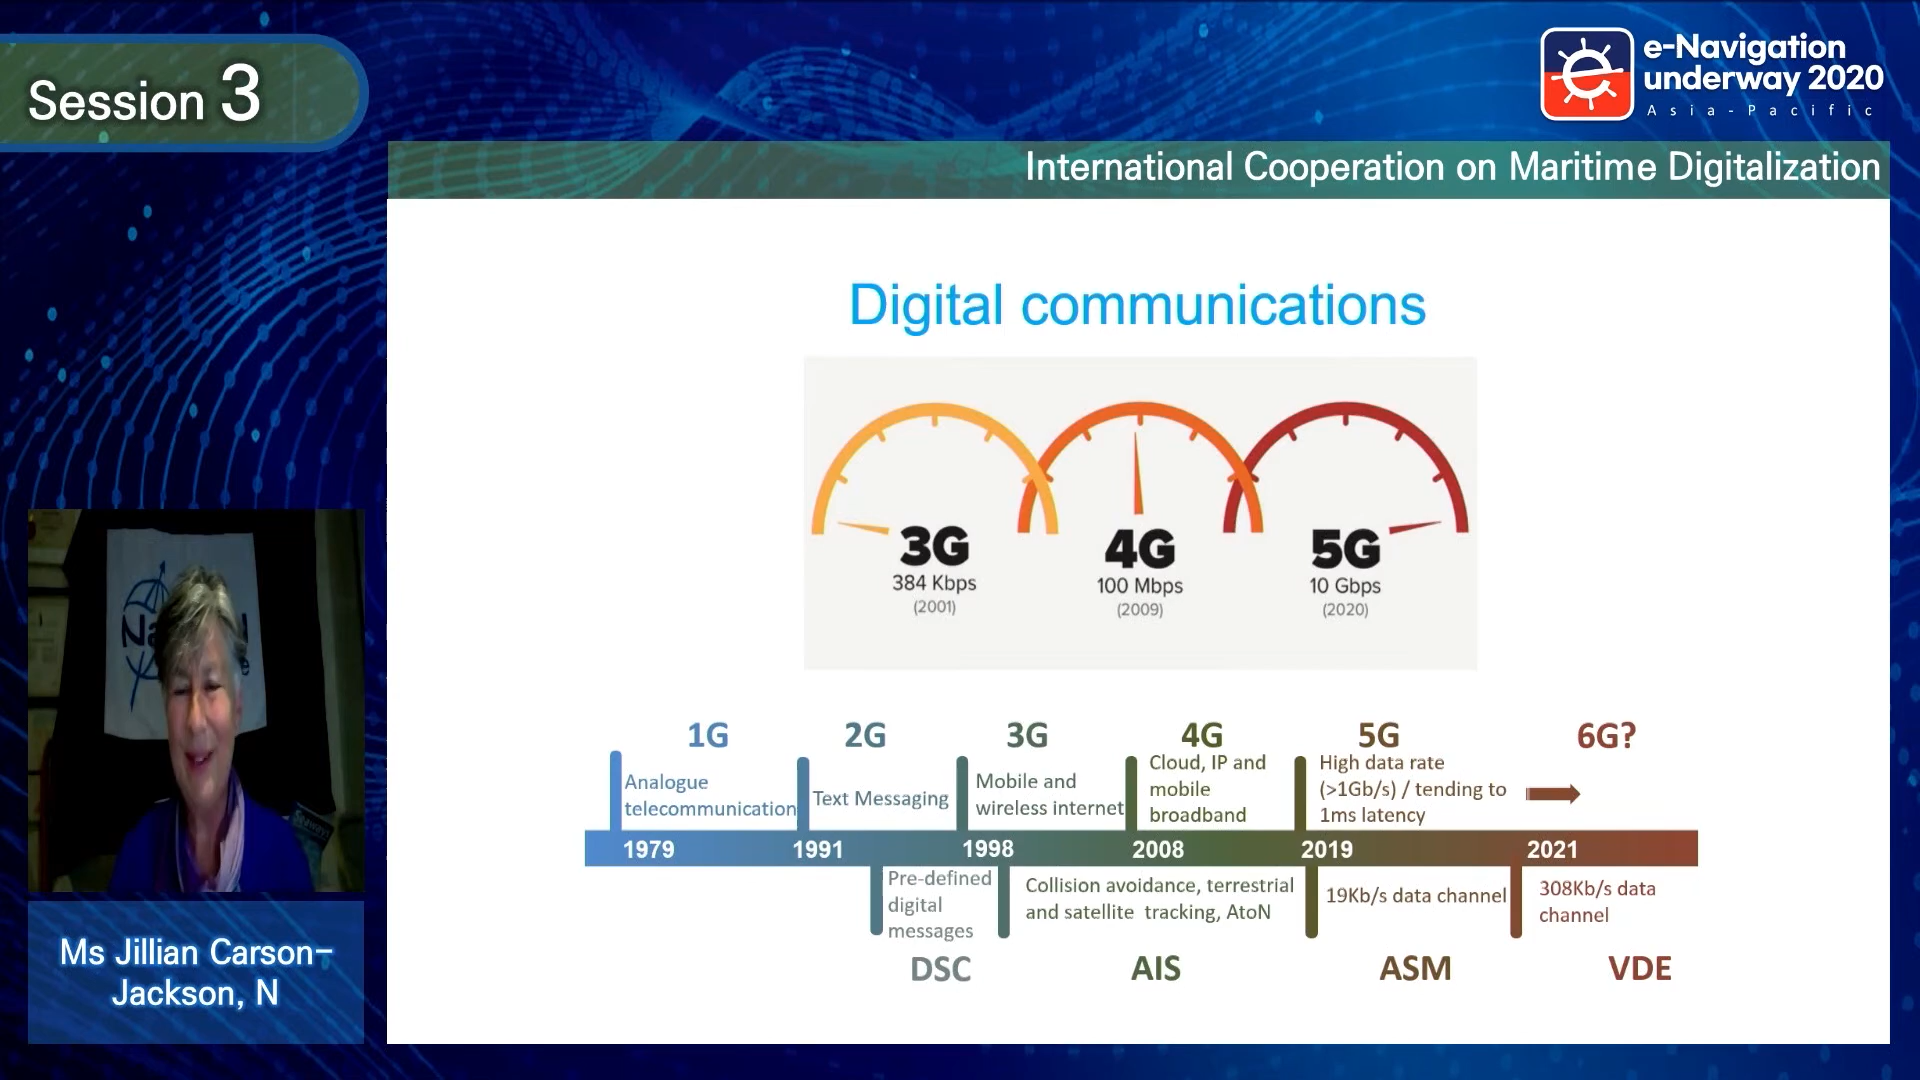 Session 3
e-Navigation
underway 2020
Asia-Pacific
International Cooperation on Maritime Digitalization
Digital communications
3G
384 Kbps
(2001)
4G
100 Mbps
(2009)
5G
10 Gbps
(2020)
1G
2G
3G
4G
5G
6G?
Analogue
telecommunication
Text Messaging
Mobile and
wireless internet
Cloud, IP and
mobile
broadband
High data rate
(>1Gb/s) / tending to
1ms latency
1979
1991
1998
2008
2019
2021
Pre-defined
digital
messages
Collision avoidance, terrestrial
and satellite tracking, AtoN
19Kb/s data channel
308Kb/s data
channel
DSC
AIS
ASM
VDE
Ms Jillian Carson-
Jackson, N